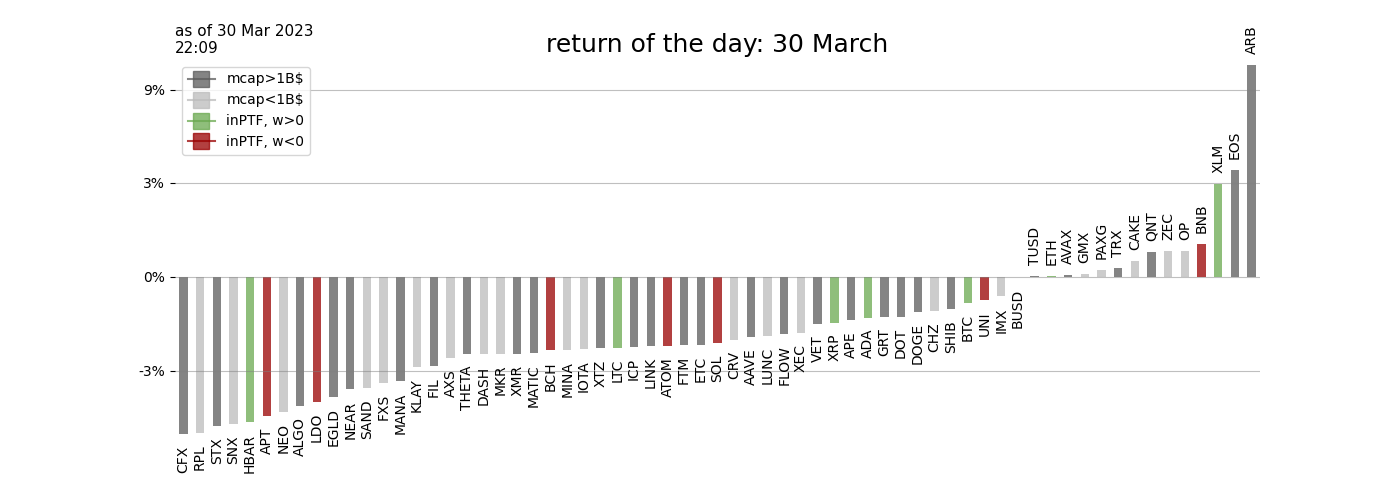 as of 30 Mar 2023
22:09
return of the day: 30 March
mcap>1B$
mcap<1B$
inPTF, w>0
inPTF, w<0
9%
3%
0%
-3%
CFX
RPL
STX
SNX
HBAR
APT
NEO
ALGO
LDO
EGLD
NEAR
SAND
FXS
MANA
KLAY
FIL
AXS
THETA
DASH
MKR
XMR
MATIC
BCH
MINA
IOTA
XTZ
LTC
ICP
LINK
ATOM
FTM
ETC
SOL
CRV
AAVE
LUNC
FLOW
XEC
VET
XRP
APE
ADA
GRT
DOT
DOGE
CHZ
SHIB
BTC
UNI
IMX
BUSD
TUSD
ETH
AVAX
GMX
PAXG
TRX
CAKE
QNT
ZEC
OP
BNB
XLM
EOS
ARB